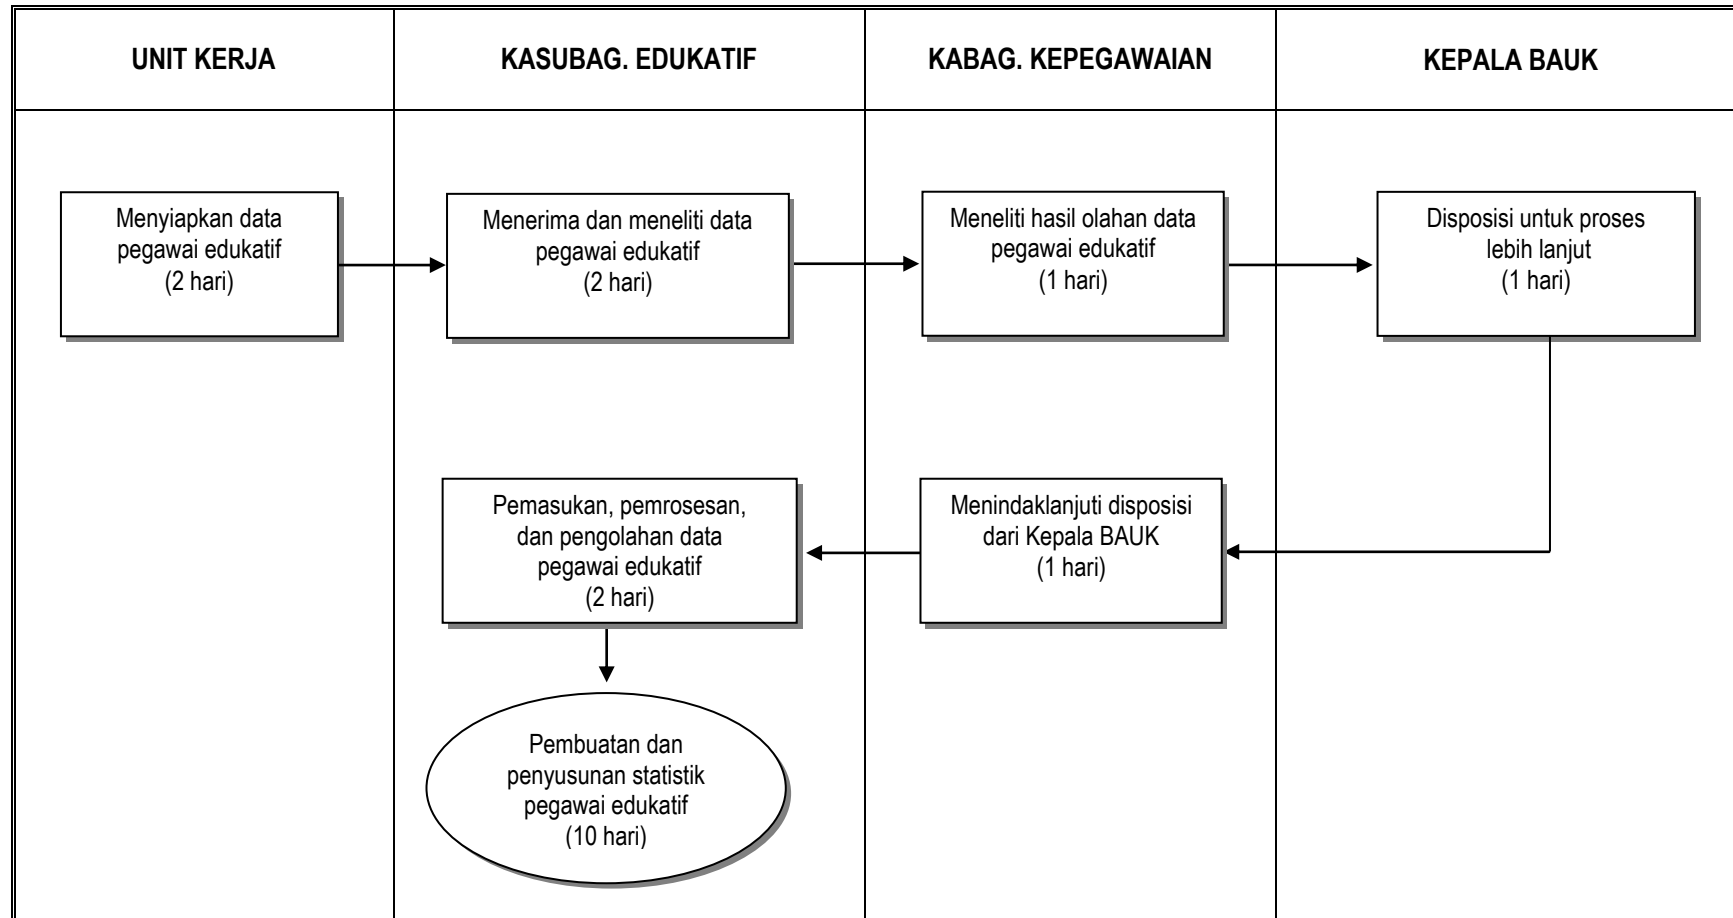 UNIT KERJA
KASUBAG. EDUKATIF
KABAG. KEPEGAWAIAN
KEPALA BAUK
Menyiapkan data
pegawai edukatif
(2 hari)
Menerima dan meneliti data
pegawai edukatif
(2 hari)
Meneliti hasil olahan data
pegawai edukatif
(1 hari)
Disposisi untuk proses
lebih lanjut
(1 hari)
Pemasukan, pemrosesan,
dan pengolahan data
pegawai edukatif
(2 hari)
Menindaklanjuti disposisi
dari Kepala BAUK
(1 hari)
Pembuatan dan
penyusunan statistik
pegawai edukatif
(10 hari)